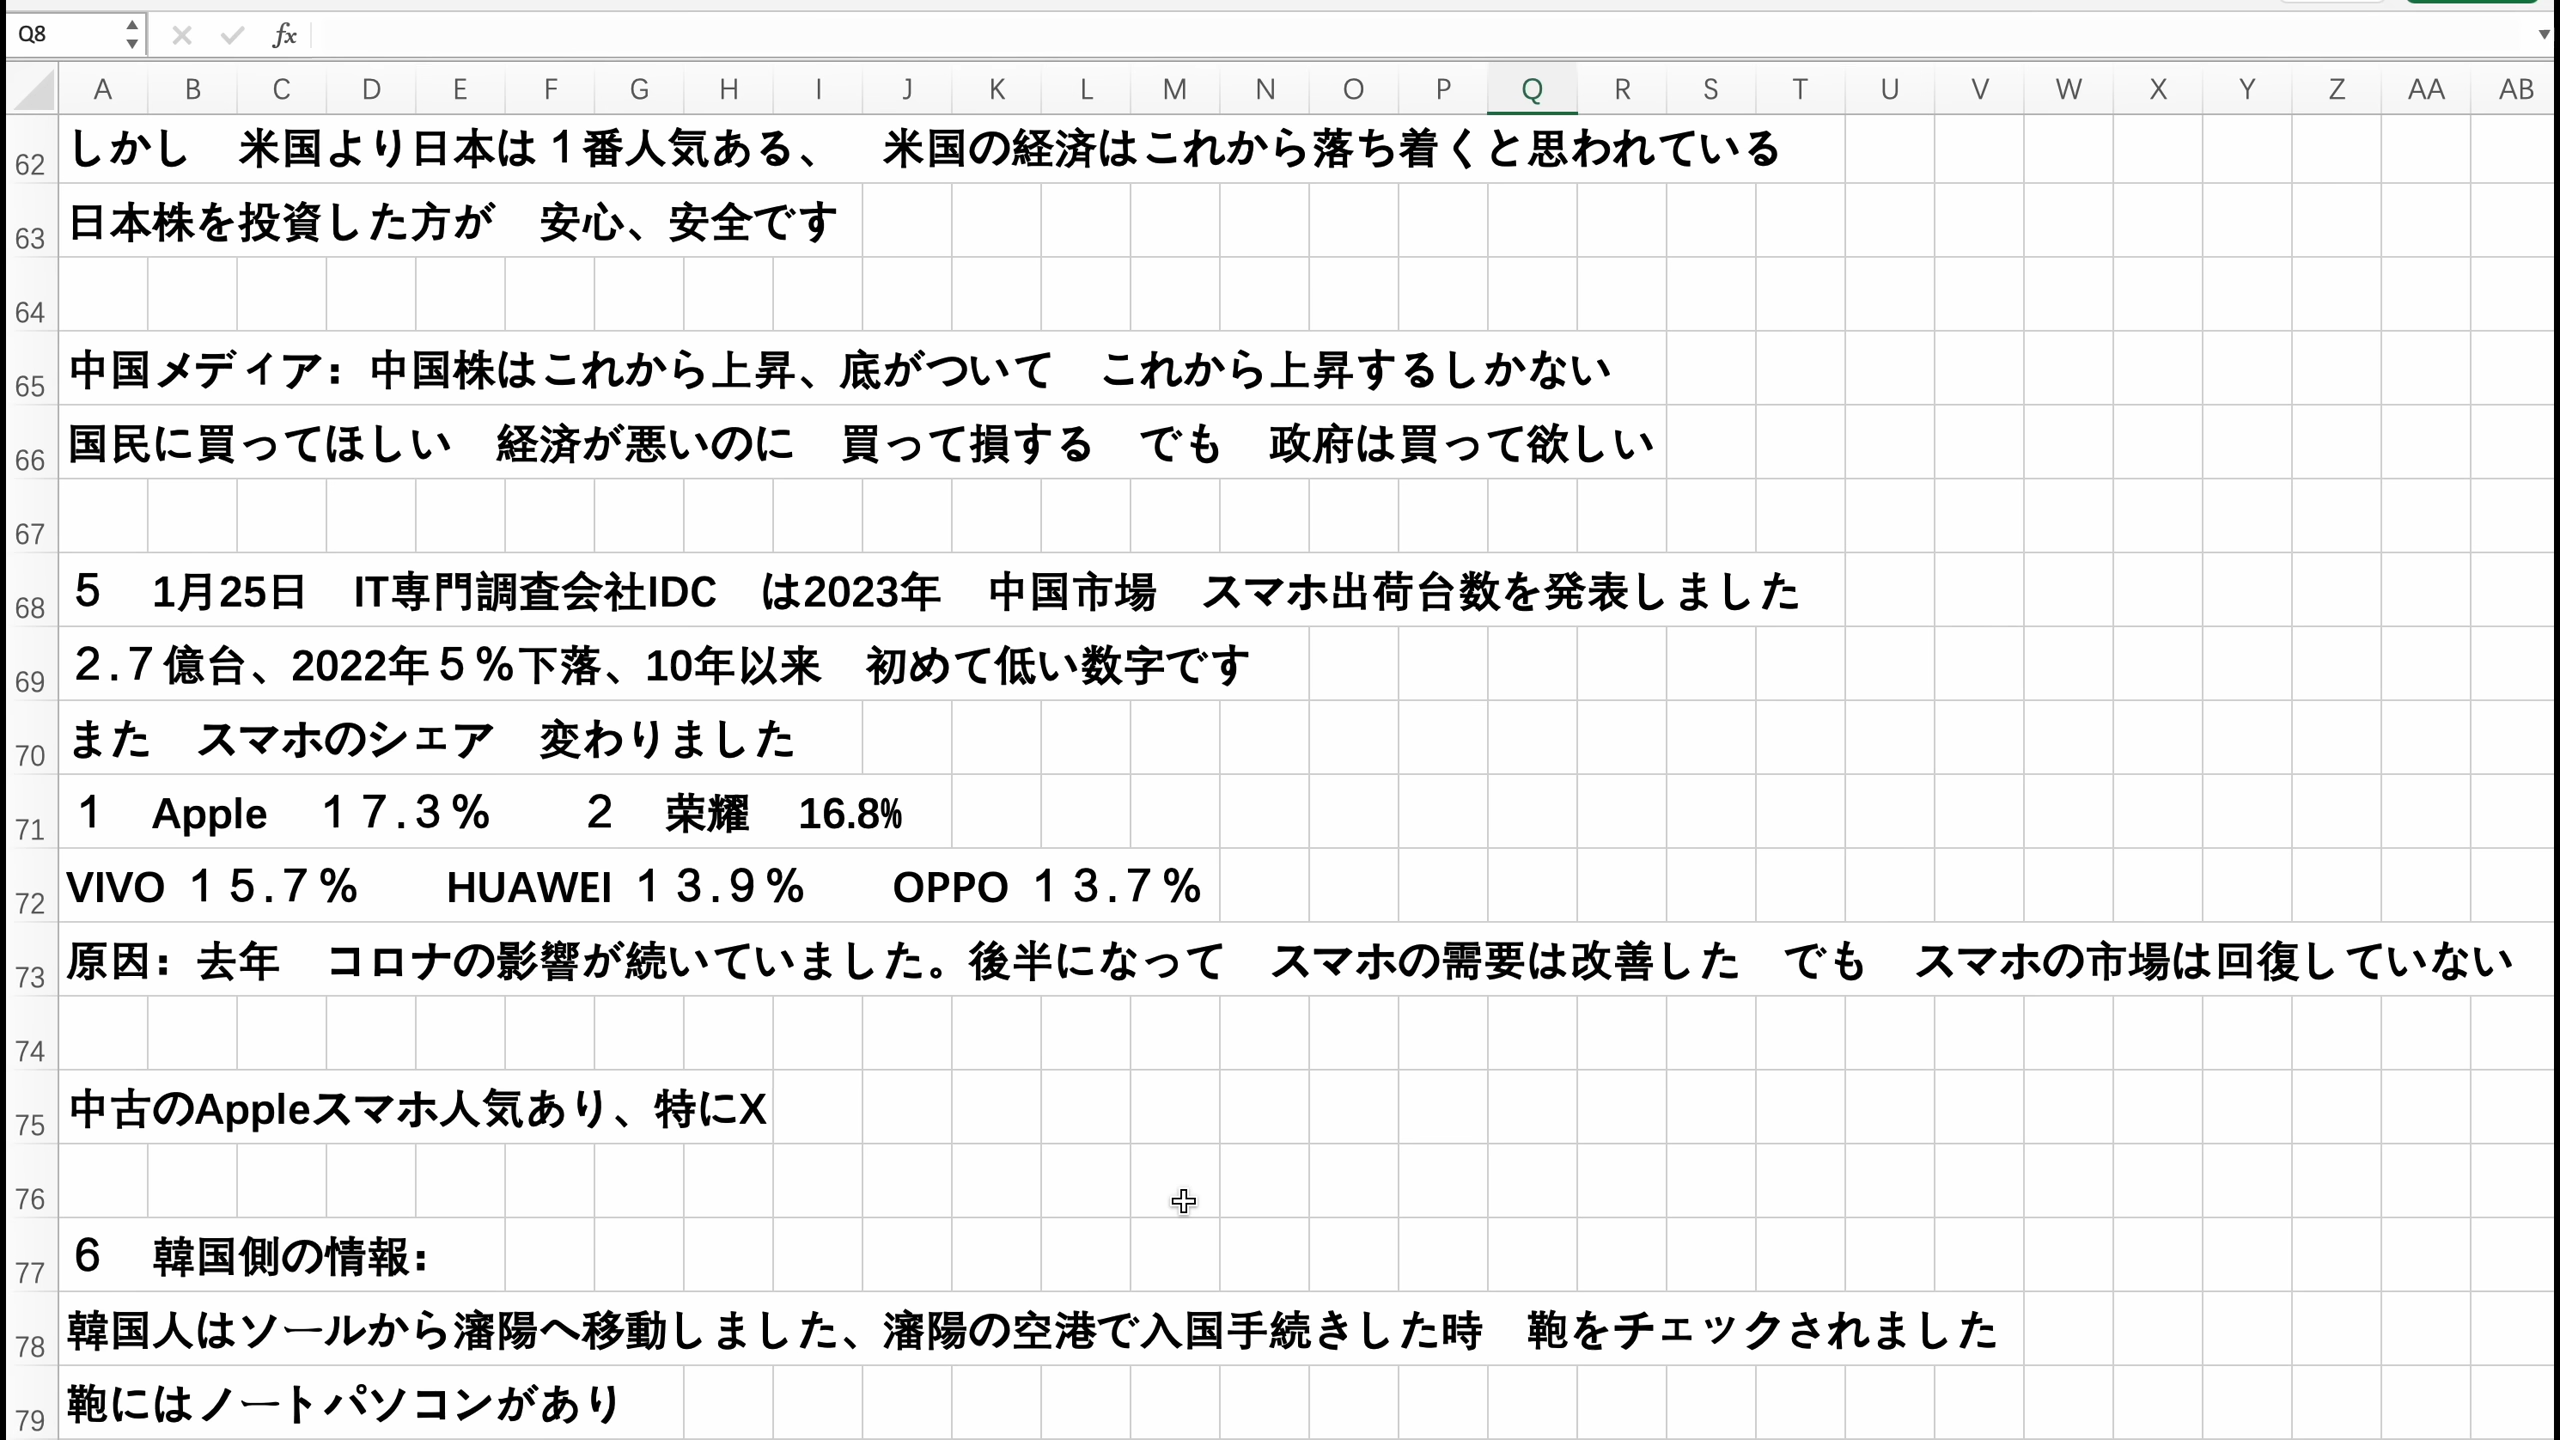 Q8 fx
A B C D E F G H I J K L M N O P Q R S T U V W X Y Z AA AB
62 しかし　米国より日本は１番人気ある、　米国の経済はこれから落ち着くと思われている
63 日本株を投資した方が　安心、安全です
64
65 中国メディア：中国株はこれから上昇、底がついて　これから上昇するしかない
66 国民に買ってほしい　経済が悪いのに　買って損する　でも　政府は買って欲しい
67
68 ５　1月25日　IT専門調査会社IDC　は2023年　中国市場　スマホ出荷台数を発表しました
69 ２.７億台、2022年５％下落、10年以来　初めて低い数字です
70 また　スマホのシェア　変わりました
71 １　Apple　１７.３％　　２　荣耀　16.8%
72 VIVO １５.７％　　HUAWEI １３.９％　　OPPO １３.７％
73 原因：去年　コロナの影響が続いていました。後半になって　スマホの需要は改善した　でも　スマホの市場は回復していない
74
75 中古のAppleスマホ人気あり、特にX
76
77 ６　韓国側の情報：
78 韓国人はソールから瀋陽へ移動しました、瀋陽の空港で入国手続きした時　鞄をチェックされました
79 鞄にはノートパソコンがあり